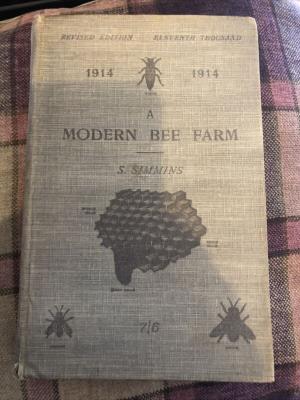 REVISED EDITION ELEVENTH THOUSAND
1914 1914
A
MODERN BEE FARM
S. SIMMINS
7/6